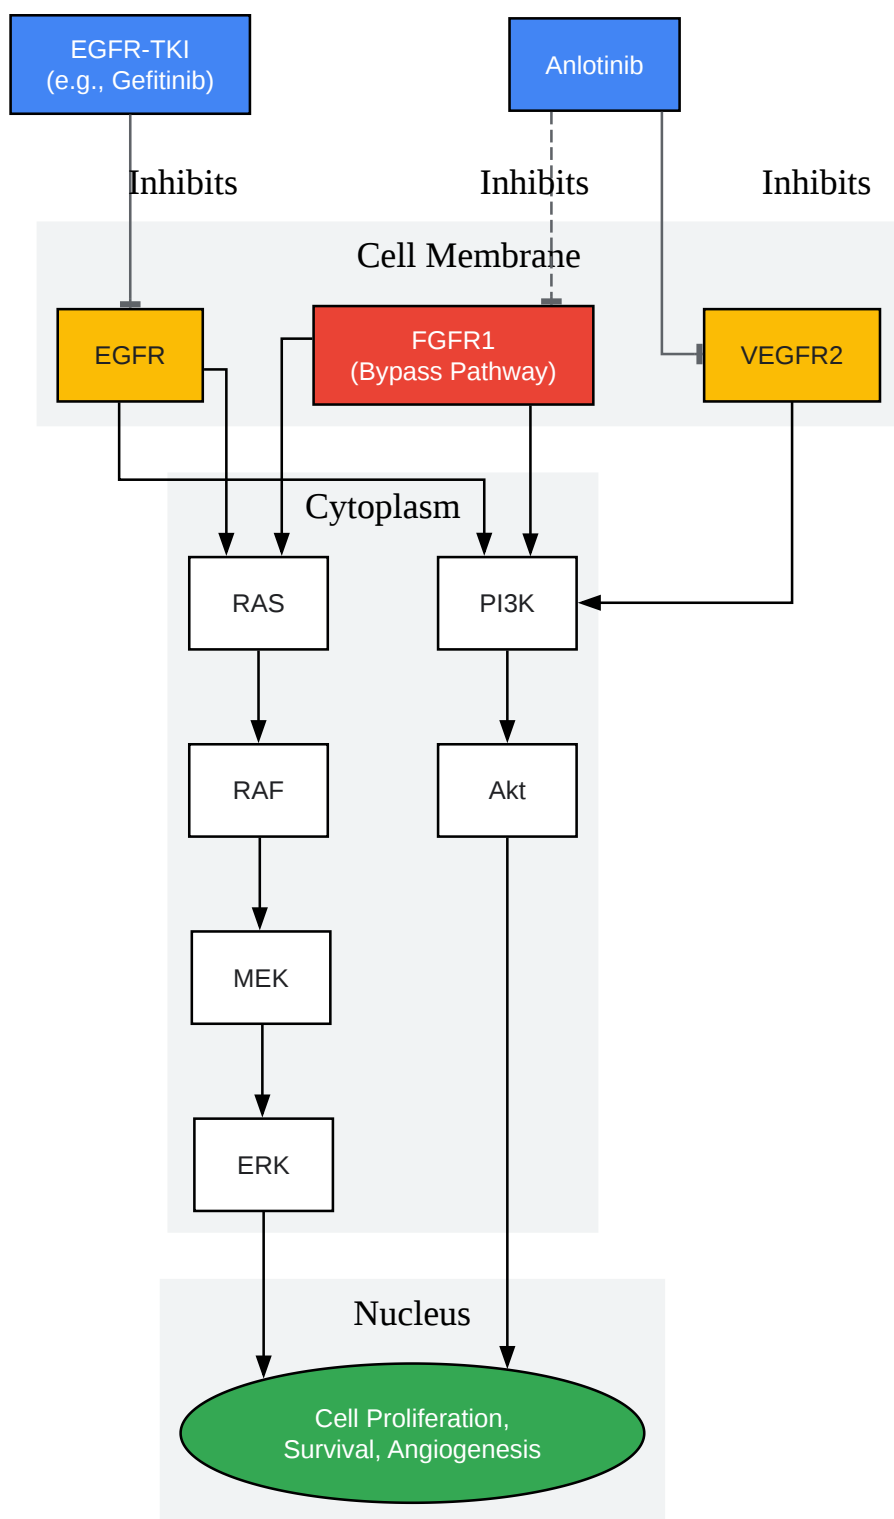 EGFR-TKI
(e.g., Gefitinib)
Anlotinib
Inhibits
Inhibits
Inhibits
Cell Membrane
EGFR
FGFR1
(Bypass Pathway)
VEGFR2
Cytoplasm
RAS
PI3K
RAF
Akt
MEK
ERK
Nucleus
Cell Proliferation,
Survival, Angiogenesis